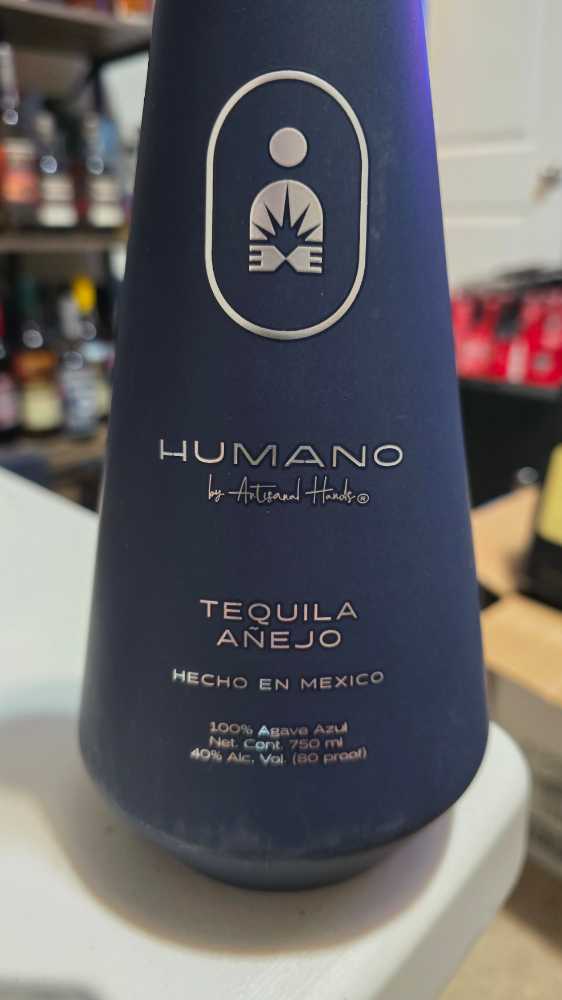 HUMANO
by Artisanal Hands®
TEQUILA
AÑEJO
HECHO EN MEXICO
100% Agave Azul
Net. Cont. 750 ml
40% Alc. Vol. (80 proof)